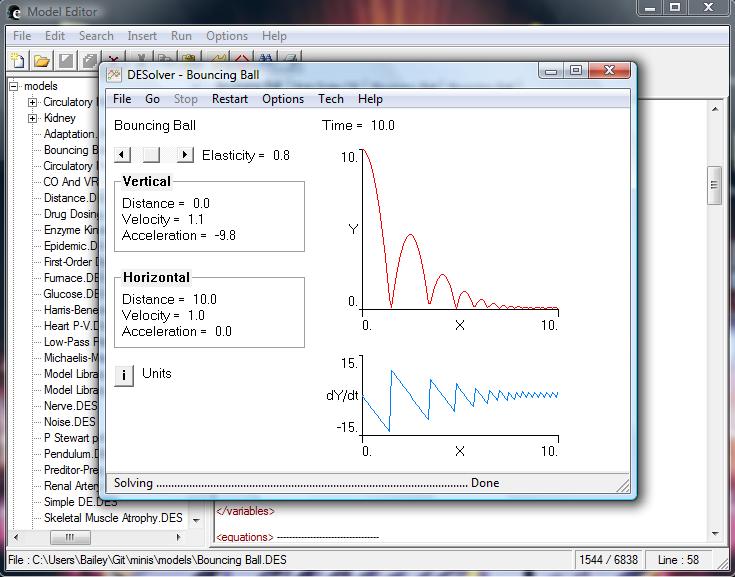 Model Editor
File Edit Search Insert Run Options Help
models
Circulatory
Kidney
Adaptation.
Bouncing B
Circulatory
CO And VR
Distance.D
Drug Dosing
Enzyme Kin
Epidemic.D
First-Order D
Furnace.DE
Glucose.DE
Harris-Bene
Heart P-V.D
Low-Pass F
Michaelis-M
Model Libra
Model Libra
Nerve.DES
Noise.DES
P Stewart p
Pendulum.D
Preditor-Pre
Renal Arter
Simple DE.DES
Skeletal Muscle Atrophy.DES
DESolver - Bouncing Ball
File Go Stop Restart Options Tech Help
Bouncing Ball
Time = 10.0
Elasticity = 0.8
Vertical
Distance = 0.0
Velocity = 1.1
Acceleration = -9.8
Horizontal
Distance = 10.0
Velocity = 1.0
Acceleration = 0.0
i Units
10.
Y
0.
0. X 10.
15.
dY/dt
-15.
0. X 10.
Solving ........................................................................................................ Done
</variables>
<equations> --------------------------------
File : C:\Users\Bailey\Git\minis\models\Bouncing Ball.DES
1544 / 6838
Line : 58